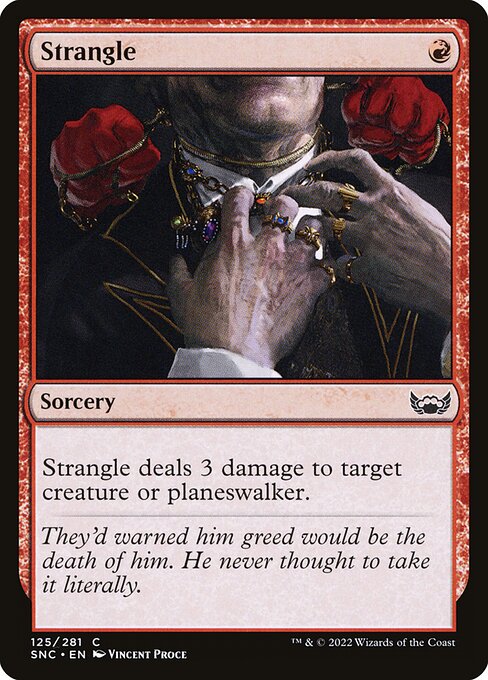 Strangle
Sorcery
Strangle deals 3 damage to target
creature or planeswalker.
They'd warned him greed would be the
death of him. He never thought to take
it literally.
125/281 C
SNC • EN Vincent Proce
™ & © 2022 Wizards of the Coast